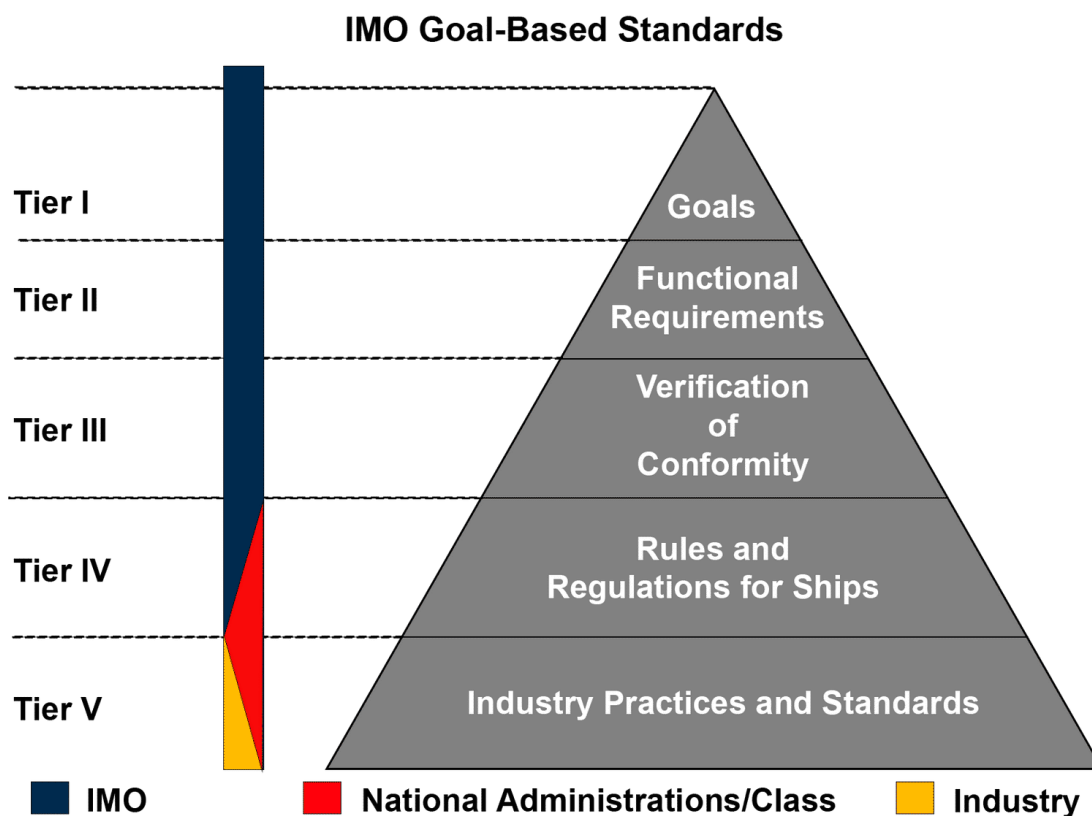 IMO Goal-Based Standards
Tier I
Goals
Tier II
Functional
Requirements
Tier III
Verification
of
Conformity
Tier IV
Rules and
Regulations for Ships
Tier V
Industry Practices and Standards
IMO
National Administrations/Class
Industry